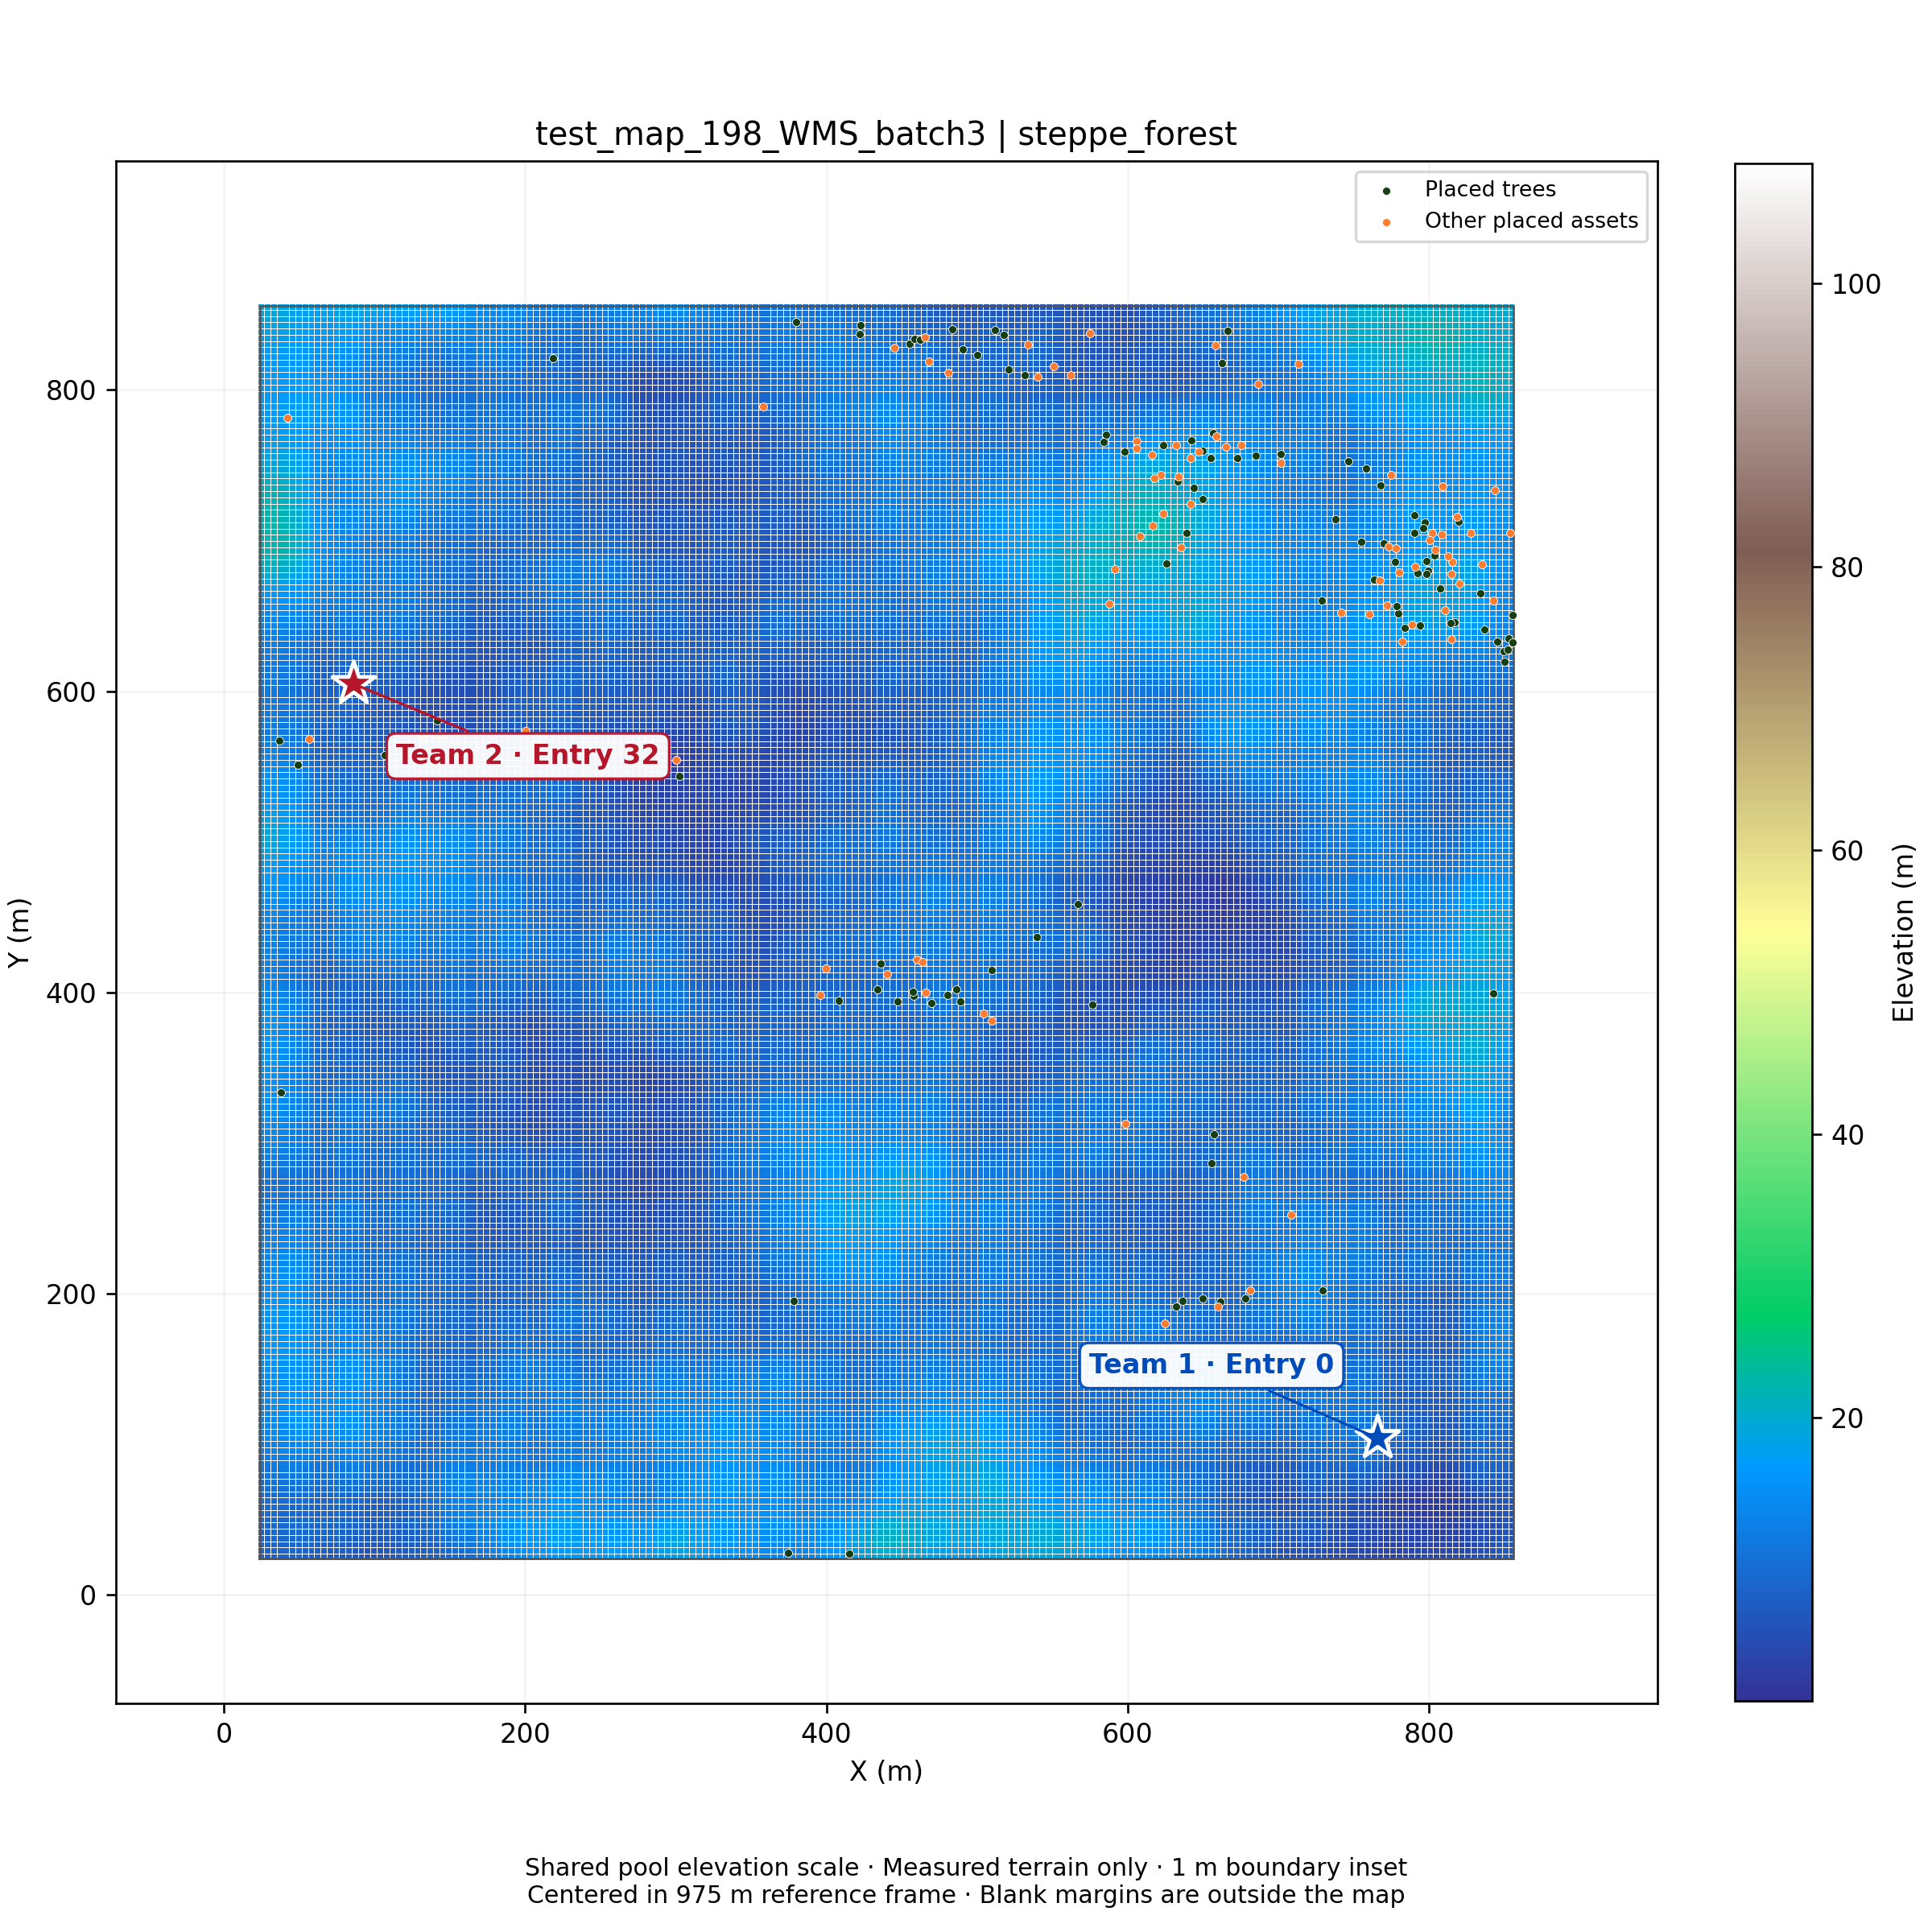 test_map_198_WMS_batch3 | steppe_forest
Placed trees
Other placed assets
Team 2 · Entry 32
Team 1 · Entry 0
800
600
400
200
0
Y (m)
0
200
400
600
800
X (m)
100
80
60
40
20
Elevation (m)
Shared pool elevation scale · Measured terrain only · 1 m boundary inset
Centered in 975 m reference frame · Blank margins are outside the map